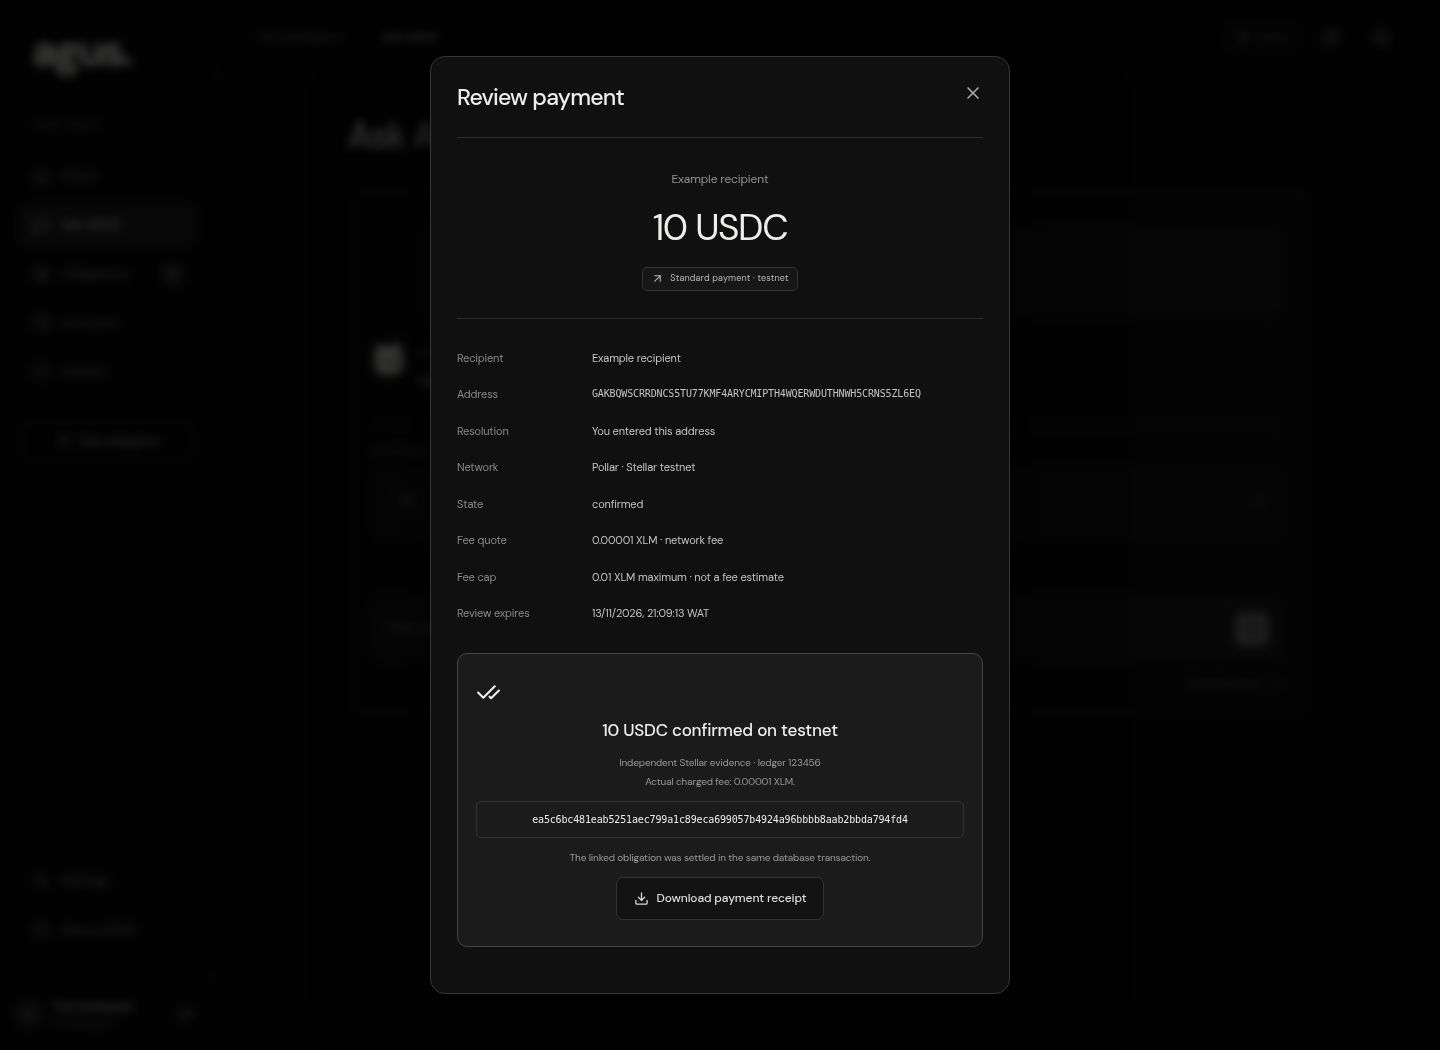 agus.
Ask A
Review payment
Example recipient
10 USDC
Standard payment · testnet
Recipient Example recipient
Address GAKBQWSCRRDNCS5TU77KMF4ARYCMIPTH4WQERWDUTHNWH5CRNS5ZL6EQ
Resolution You entered this address
Network Pollar · Stellar testnet
State confirmed
Fee quote 0.00001 XLM · network fee
Fee cap 0.01 XLM maximum · not a fee estimate
Review expires 13/11/2026, 21:09:13 WAT
10 USDC confirmed on testnet
Independent Stellar evidence · ledger 123456
Actual charged fee: 0.00001 XLM.
ea5c6bc481eab5251aec799a1c89eca699057b4924a96bbbb8aab2bbda794fd4
The linked obligation was settled in the same database transaction.
Download payment receipt